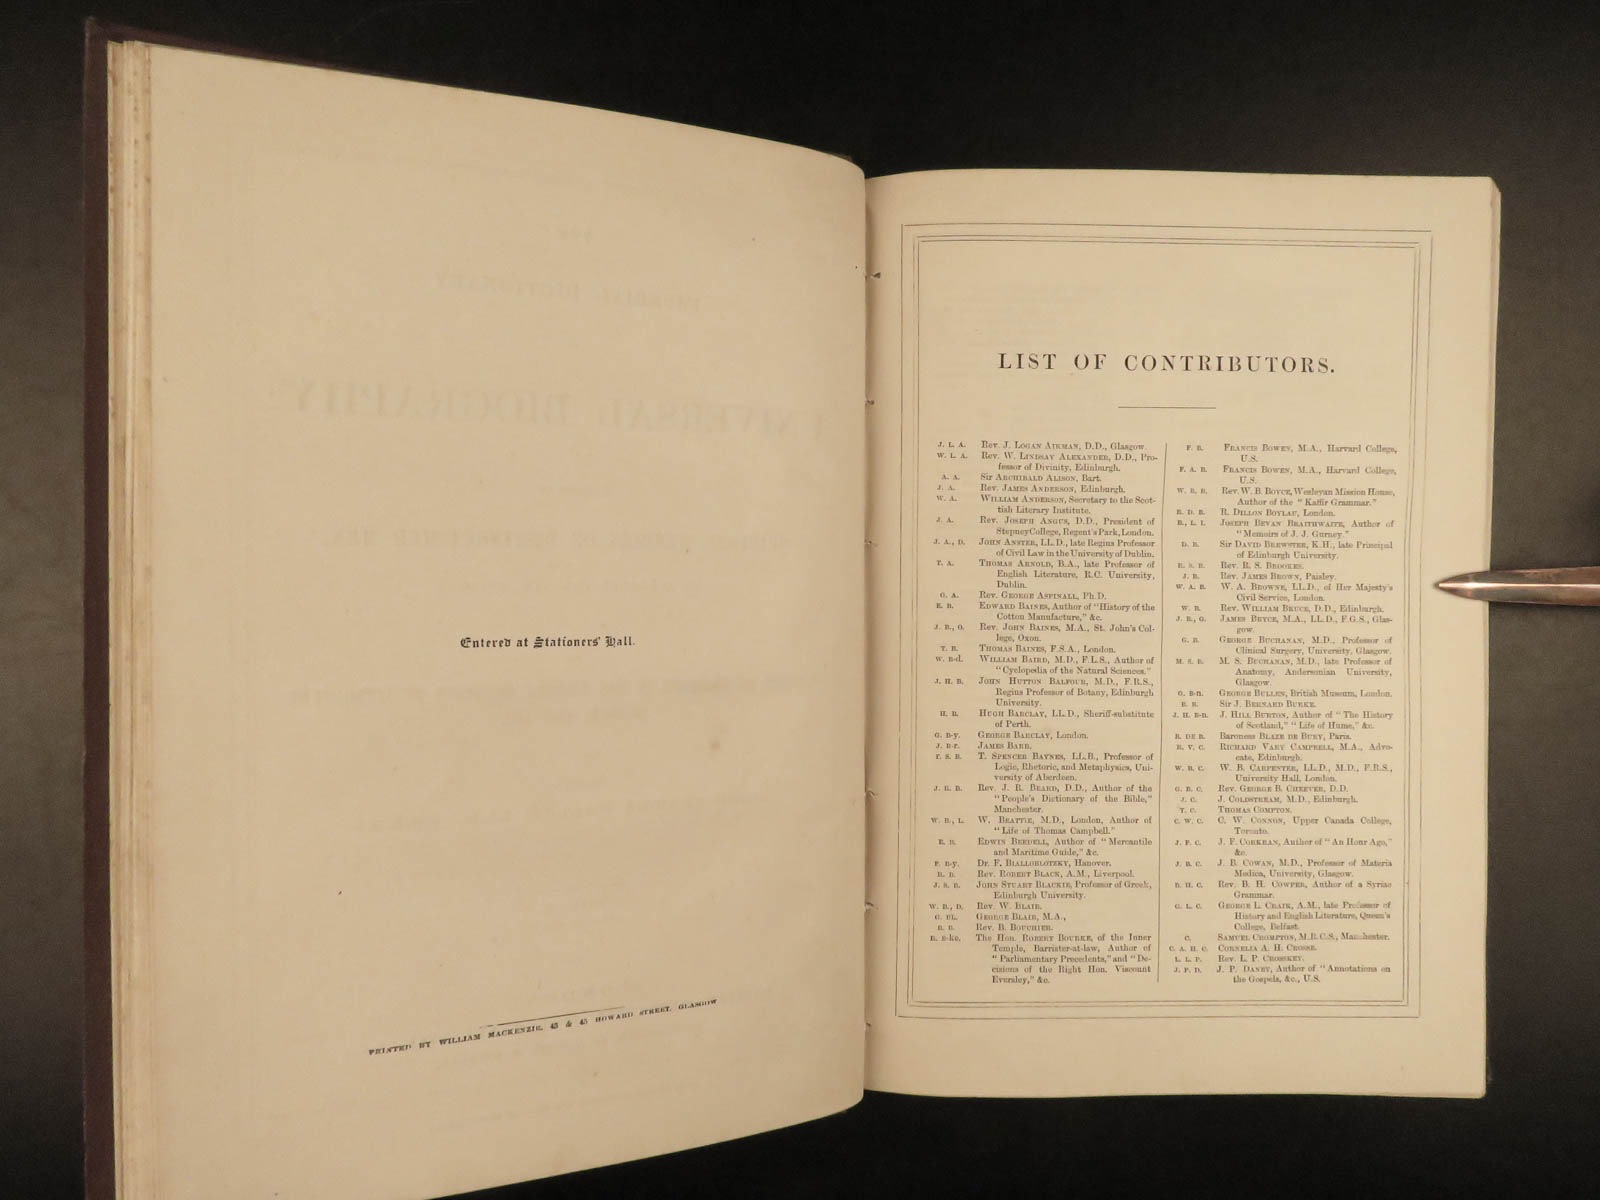 Entered at Stationers' Hall.
PRINTED BY WILLIAM MACKENZIE, 43 & 45 HOWARD STREET, GLASGOW
LIST OF CONTRIBUTORS.
J. L. A. Rev. J. LOGAN AIKMAN, D.D., Glasgow.
W. L. A. Rev. W. LINDSAY ALEXANDER, D.D., Pro-
fessor of Divinity, Edinburgh.
A. A. Sir ARCHIBALD ALISON, Bart.
J. A. Rev. JAMES ANDERSON, Edinburgh.
W. A. WILLIAM ANDERSON, Secretary to the Scot-
tish Literary Institute.
J. A. Rev. JOSEPH ANGUS, D.D., President of
Stepney College, Regent's Park, London.
J. A., D. JOHN ANSTER, LL.D., late Regius Professor
of Civil Law in the University of Dublin.
T. A. THOMAS ARNOLD, B.A., late Professor of
English Literature, R.C. University,
Dublin.
G. A. Rev. GEORGE ASPINALL, Ph.D.
E. B. EDWARD BAINES, Author of "History of the
Cotton Manufacture," &c.
J. B., O. Rev. JOHN BAINES, M.A., St. John's Col-
lege, Oxon.
T. B. THOMAS BAINES, F.S.A., London.
W. B-d. WILLIAM BAIRD, M.D., F.L.S., Author of
"Cyclopedia of the Natural Sciences."
J. H. B. JOHN HUTTON BALFOUR, M.D., F.R.S.,
Regius Professor of Botany, Edinburgh
University.
H. B. HUGH BARCLAY, LL.D., Sheriff-substitute
of Perth.
G. B-y. GEORGE BARCLAY, London.
J. B-r. JAMES BARR.
T. S. B. T. SPENCER BAYNES, LL.B., Professor of
Logic, Rhetoric, and Metaphysics, Uni-
versity of Aberdeen.
J. R. B. Rev. J. R. BEARD, D.D., Author of the
"People's Dictionary of the Bible,"
Manchester.
W. B., L. W. BEATTIE, M.D., London, Author of
"Life of Thomas Campbell."
E. B. EDWIN BEEDELL, Author of "Mercantile
and Maritime Guide," &c.
F. B-y. Dr. F. BIALLOBLOTZKY, Hanover.
R. B. Rev. ROBERT BLACK, A.M., Liverpool.
J. S. B. JOHN STUART BLACKIE, Professor of Greek,
Edinburgh University.
W. B., D. Rev. W. BLAIR.
G. BL. GEORGE BLAIR, M.A.,
B. B. Rev. B. BOUCHIER.
R. B-ke. The Hon. ROBERT BOURKE, of the Inner
Temple, Barrister-at-law, Author of
"Parliamentary Precedents," and "De-
cisions of the Right Hon. Viscount
Eversley," &c.
F. B. FRANCIS BOWEN, M.A., Harvard College,
U.S.
F. A. B. FRANCIS BOWEN, M.A., Harvard College,
U.S.
W. B. B. Rev. W. B. BOYCE, Wesleyan Mission House,
Author of the "Kaffir Grammar."
R. D. B. R. DILLON BOYLAU, London.
B., L. I. JOSEPH BEVAN BRAITHWAITE, Author of
"Memoirs of J. J. Gurney."
D. B. Sir DAVID BREWSTER, K.H., late Principal
of Edinburgh University.
R. S. B. Rev. R. S. BROOKES.
J. B. Rev. JAMES BROWN, Paisley.
W. A. B. W. A. BROWNE, LL.D., of Her Majesty's
Civil Service, London.
W. B. Rev. WILLIAM BRUCE, D.D., Edinburgh.
J. B., G. JAMES BRYCE, M.A., LL.D., F.G.S., Glas-
gow.
G. B. GEORGE BUCHANAN, M.D., Professor of
Clinical Surgery, University, Glasgow.
M. S. B. M. S. BUCHANAN, M.D., late Professor of
Anatomy, Andersonian University,
Glasgow.
G. B-n. GEORGE BULLEN, British Museum, London.
B. B. Sir J. BERNARD BURKE.
J. H. B-n. J. HILL BURTON, Author of "The History
of Scotland," "Life of Hume," &c.
B. DE B. Baroness BLAZE DE BURY, Paris.
R. V. C. RICHARD VARY CAMPBELL, M.A., Advo-
cate, Edinburgh.
W. B. C. W. B. CARPENTER, LL.D., M.D., F.R.S.,
University Hall, London.
G. B. C. Rev. GEORGE B. CHEEVER, D.D.
J. C. J. COLDSTREAM, M.D., Edinburgh.
T. C. THOMAS COMPTON.
C. W. C. C. W. CONNON, Upper Canada College,
Toronto.
J. F. C. J. F. CORKRAN, Author of "An Hour Ago,"
&c.
J. B. C. J. B. COWAN, M.D., Professor of Materia
Medica, University, Glasgow.
B. H. C. Rev. B. H. COWPER, Author of a Syriac
Grammar.
G. L. C. GEORGE L. CRAIK, A.M., late Professor of
History and English Literature, Queen's
College, Belfast.
C. SAMUEL CROMPTON, M.R.C.S., Manchester.
C. A. H. C. CORNELIA A. H. CROSSE.
L. L. P. Rev. L. P. CROSSKEY.
J. P. D. J. P. DANBY, Author of "Annotations on
the Gospels, &c., U.S.